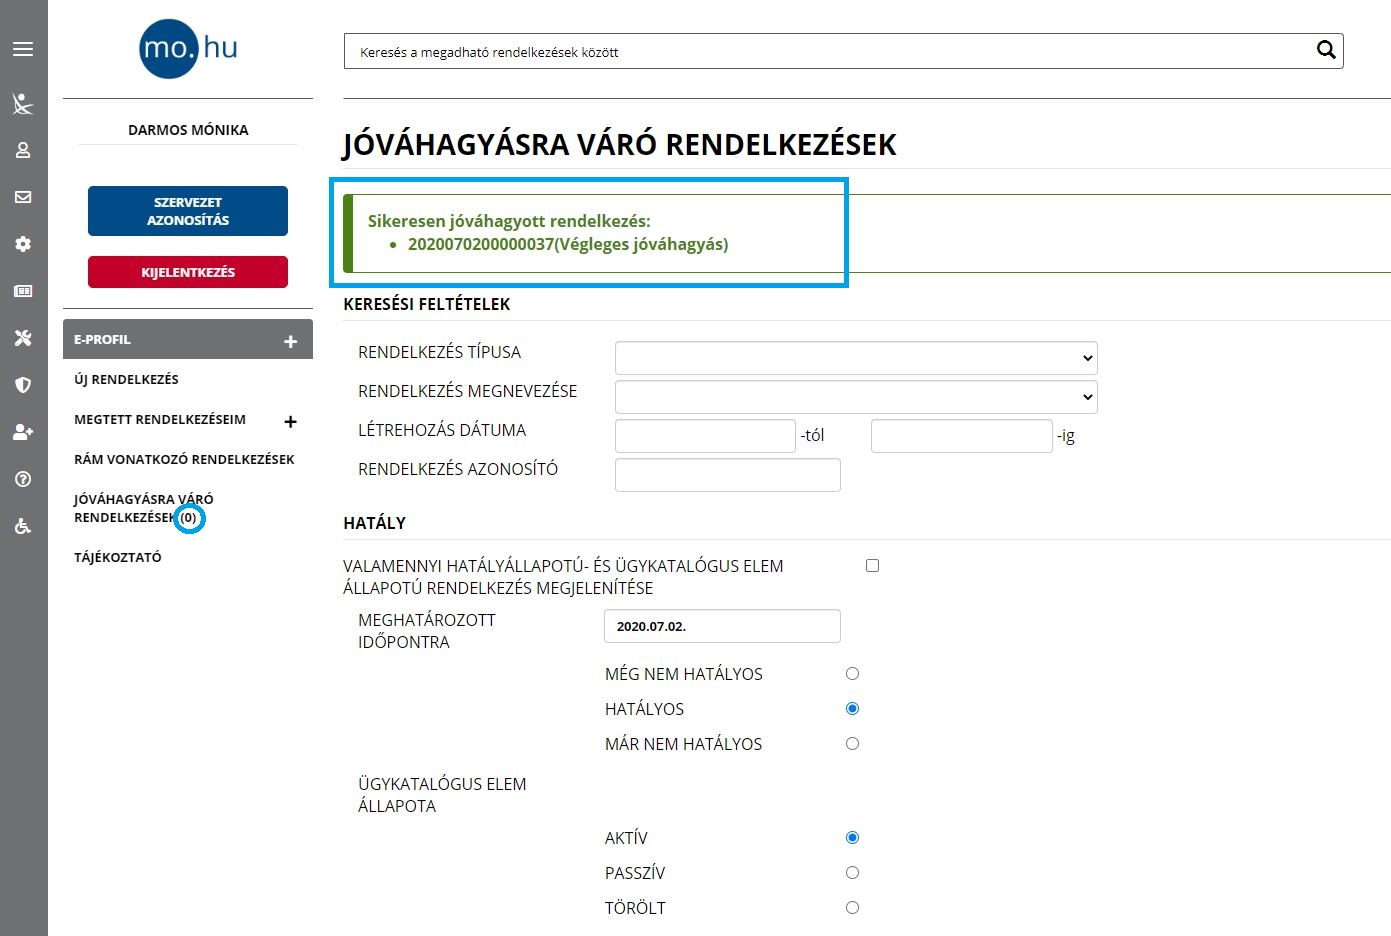 mo.hu
Keresés a megadható rendelkezések között
DARMOS MÓNIKA
SZERVEZET
AZONOSÍTÁS
KIJELENTKEZÉS
E-PROFIL
ÚJ RENDELKEZÉS
MEGTETT RENDELKEZÉSEIM
RÁM VONATKOZÓ RENDELKEZÉSEK
JÓVÁHAGYÁSRA VÁRÓ
RENDELKEZÉSEK (0)
TÁJÉKOZTATÓ
JÓVÁHAGYÁSRA VÁRÓ RENDELKEZÉSEK
Sikeresen jóváhagyott rendelkezés:
• 2020070200000037(Végleges jóváhagyás)
KERESÉSI FELTÉTELEK
RENDELKEZÉS TÍPUSA
RENDELKEZÉS MEGNEVEZÉSE
LÉTREHOZÁS DÁTUMA -tól -ig
RENDELKEZÉS AZONOSÍTÓ
HATÁLY
VALAMENNYI HATÁLYÁLLAPOTÚ- ÉS ÜGYKATALÓGUS ELEM
ÁLLAPOTÚ RENDELKEZÉS MEGJELENÍTÉSE
MEGHATÁROZOTT
IDŐPONTRA
2020.07.02.
MÉG NEM HATÁLYOS
HATÁLYOS
MÁR NEM HATÁLYOS
ÜGYKATALÓGUS ELEM
ÁLLAPOTA
AKTÍV
PASSZÍV
TÖRÖLT